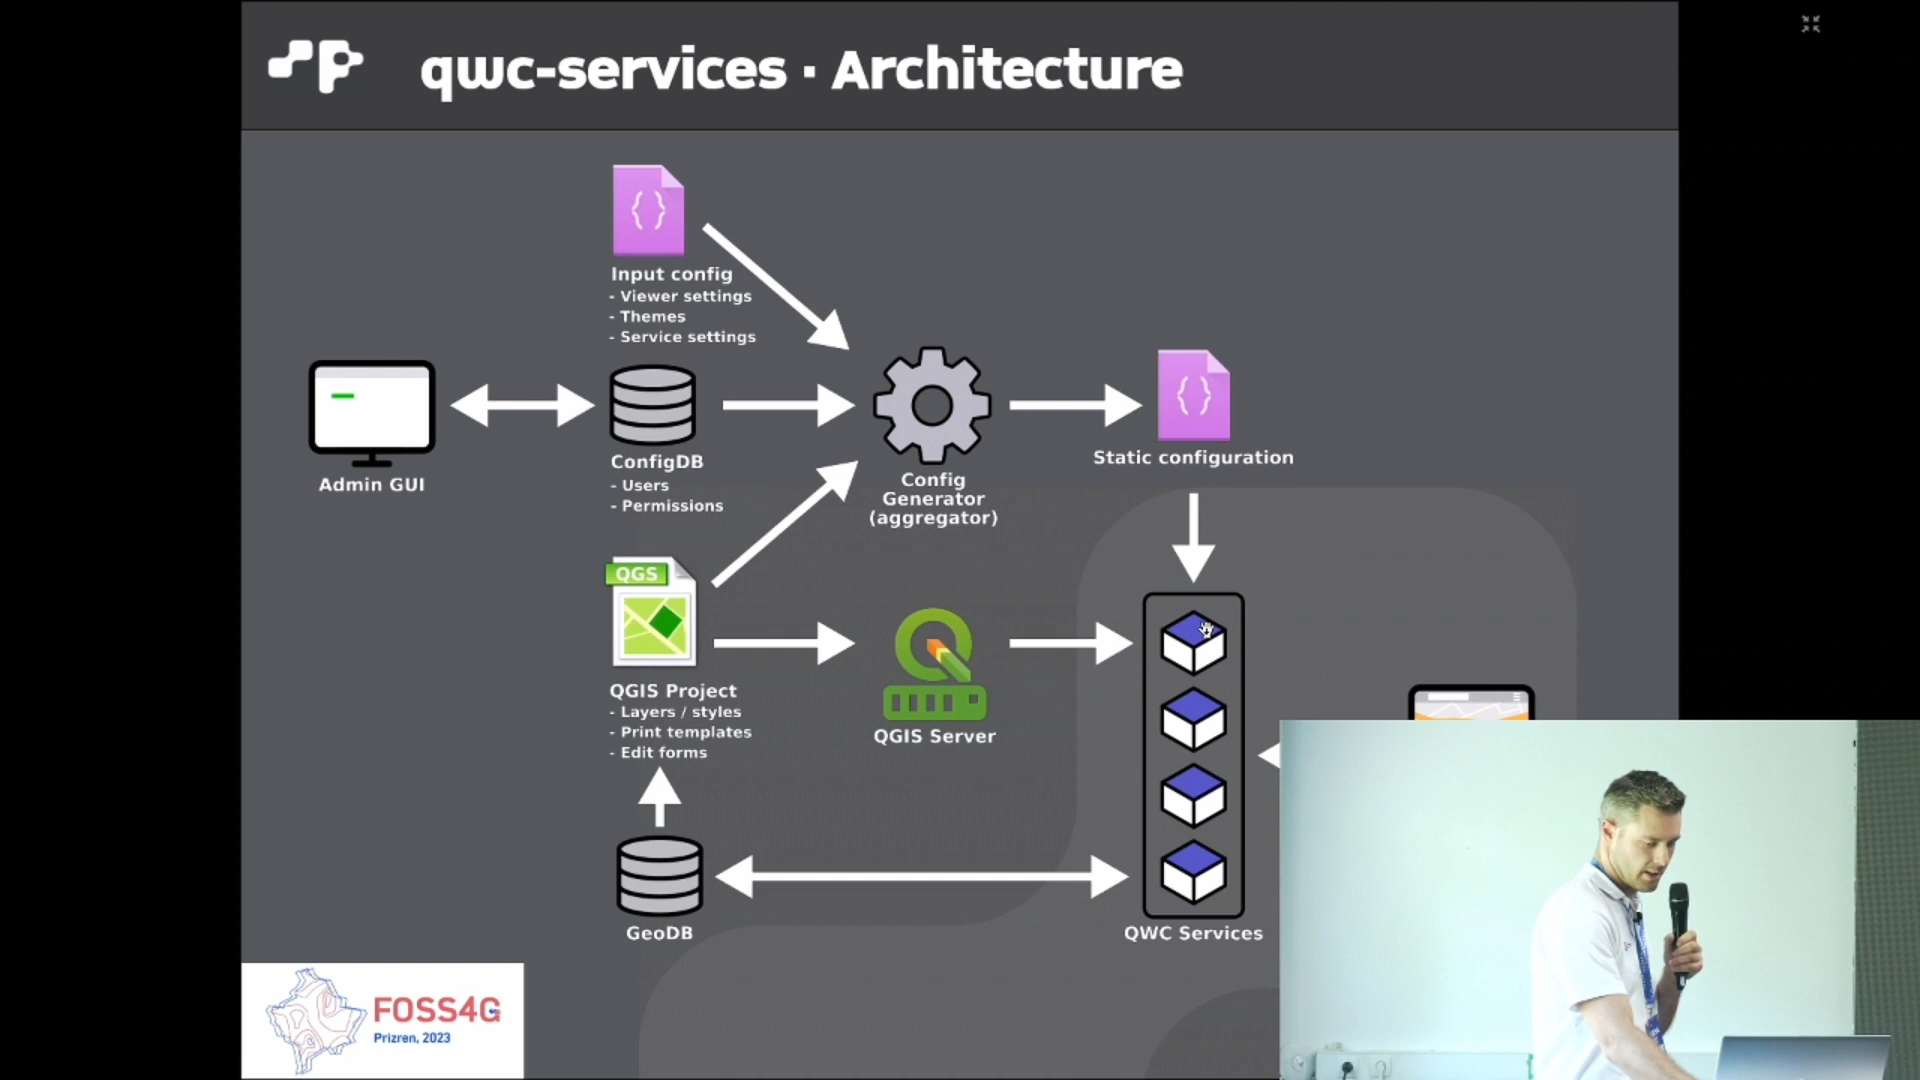 qwc-services · Architecture
{}
Input config
- Viewer settings
- Themes
- Service settings
Admin GUI
ConfigDB
- Users
- Permissions
Config
Generator
(aggregator)
{}
Static configuration
QGS
QGIS Project
- Layers / styles
- Print templates
- Edit forms
QGIS Server
GeoDB
QWC Services
FOSS4G
Prizren, 2023